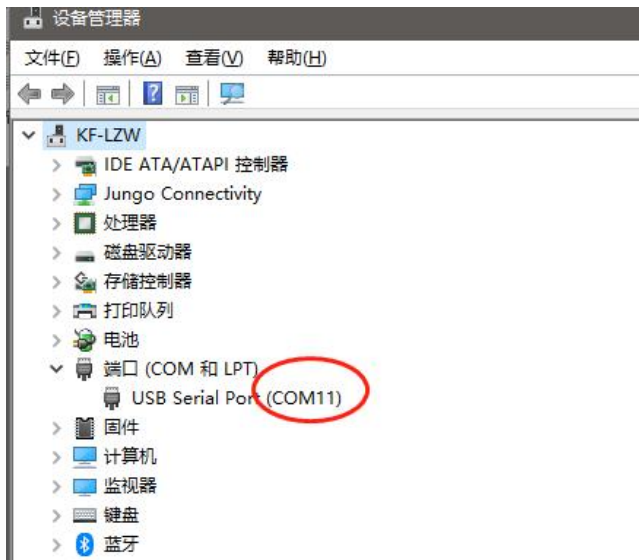 设备管理器
文件(F) 操作(A) 查看(V) 帮助(H)
KF-LZW
IDE ATA/ATAPI 控制器
Jungo Connectivity
处理器
磁盘驱动器
存储控制器
打印队列
电池
端口 (COM 和 LPT)
USB Serial Port (COM11)
固件
计算机
监视器
键盘
蓝牙